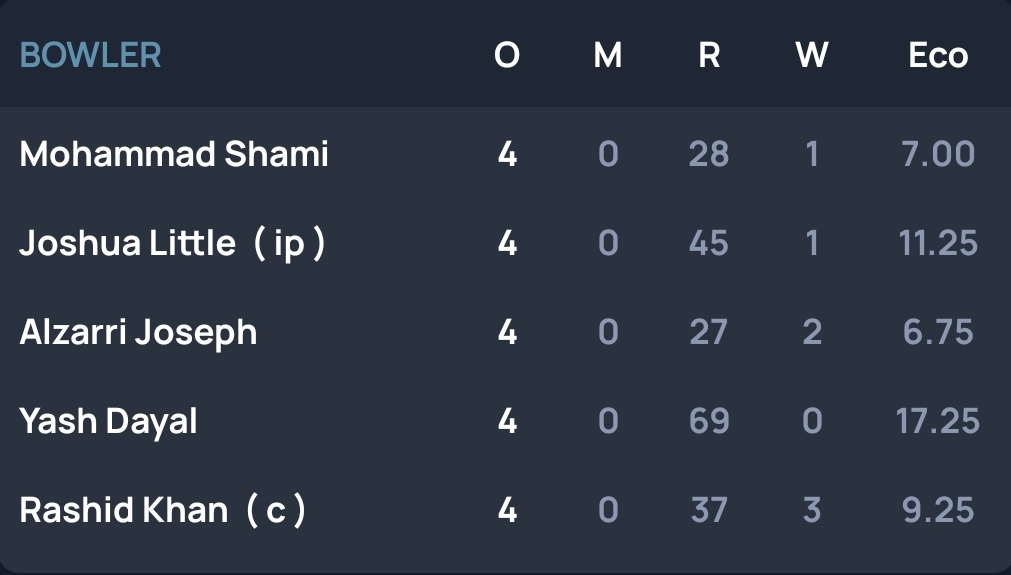 BOWLER O M R W Eco
Mohammad Shami 4 0 28 1 7.00
Joshua Little ( ip ) 4 0 45 1 11.25
Alzarri Joseph 4 0 27 2 6.75
Yash Dayal 4 0 69 0 17.25
Rashid Khan ( c ) 4 0 37 3 9.25